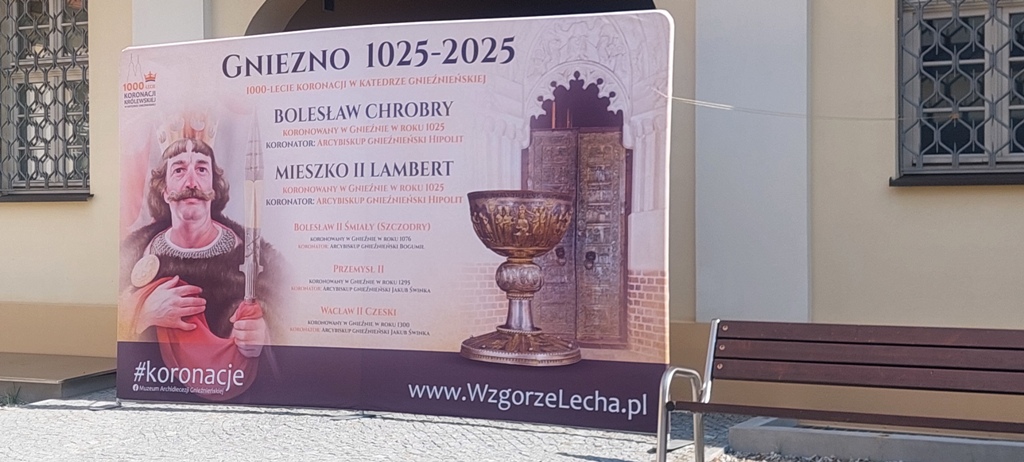 GNIEZNO 1025-2025
1000-LECIE KORONACJI W KATEDRZE GNIEŹNIEŃSKIEJ
1000-LECIE
KORONACJI
KRÓLEWSKIEJ
BOLESŁAW CHROBRY
KORONOWANY W GNIEŹNIE W ROKU 1025
KORONATOR: ARCYBISKUP GNIEŹNIEŃSKI HIPOLIT
MIESZKO II LAMBERT
KORONOWANY W GNIEŹNIE W ROKU 1025
KORONATOR: ARCYBISKUP GNIEŹNIEŃSKI HIPOLIT
BOLESŁAW II ŚMIAŁY (SZCZODRY)
KORONOWANY W GNIEŹNIE W ROKU 1076
KORONATOR: ARCYBISKUP GNIEŹNIEŃSKI BOGUMIŁ
PRZEMYSŁ II
KORONOWANY W GNIEŹNIE W ROKU 1295
KORONATOR: ARCYBISKUP GNIEŹNIEŃSKI JAKUB ŚWINKA
WACŁAW II CZESKI
KORONOWANY W GNIEŹNIE W ROKU 1300
KORONATOR: ARCYBISKUP GNIEŹNIEŃSKI JAKUB ŚWINKA
#koronacje
Muzeum Archidiecezji Gnieźnieńskiej
www.WzgorzeLecha.pl